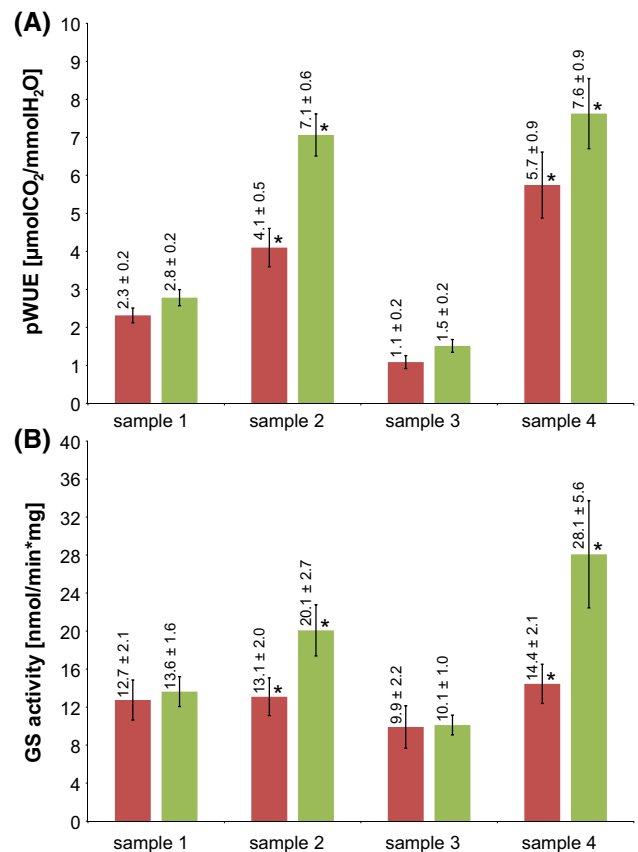 (A)
pWUE [µmolCO₂/mmolH₂O]
10
9
8
7
6
5
4
3
2
1
0
2.3 ± 0.2
2.8 ± 0.2
4.1 ± 0.5
*
7.1 ± 0.6
*
1.1 ± 0.2
1.5 ± 0.2
5.7 ± 0.9
*
7.6 ± 0.9
*
sample 1
sample 2
sample 3
sample 4
(B)
GS activity [nmol/min*mg]
40
36
32
28
24
20
16
12
8
4
0
12.7 ± 2.1
13.6 ± 1.6
13.1 ± 2.0
*
20.1 ± 2.7
*
9.9 ± 2.2
10.1 ± 1.0
14.4 ± 2.1
*
28.1 ± 5.6
*
sample 1
sample 2
sample 3
sample 4